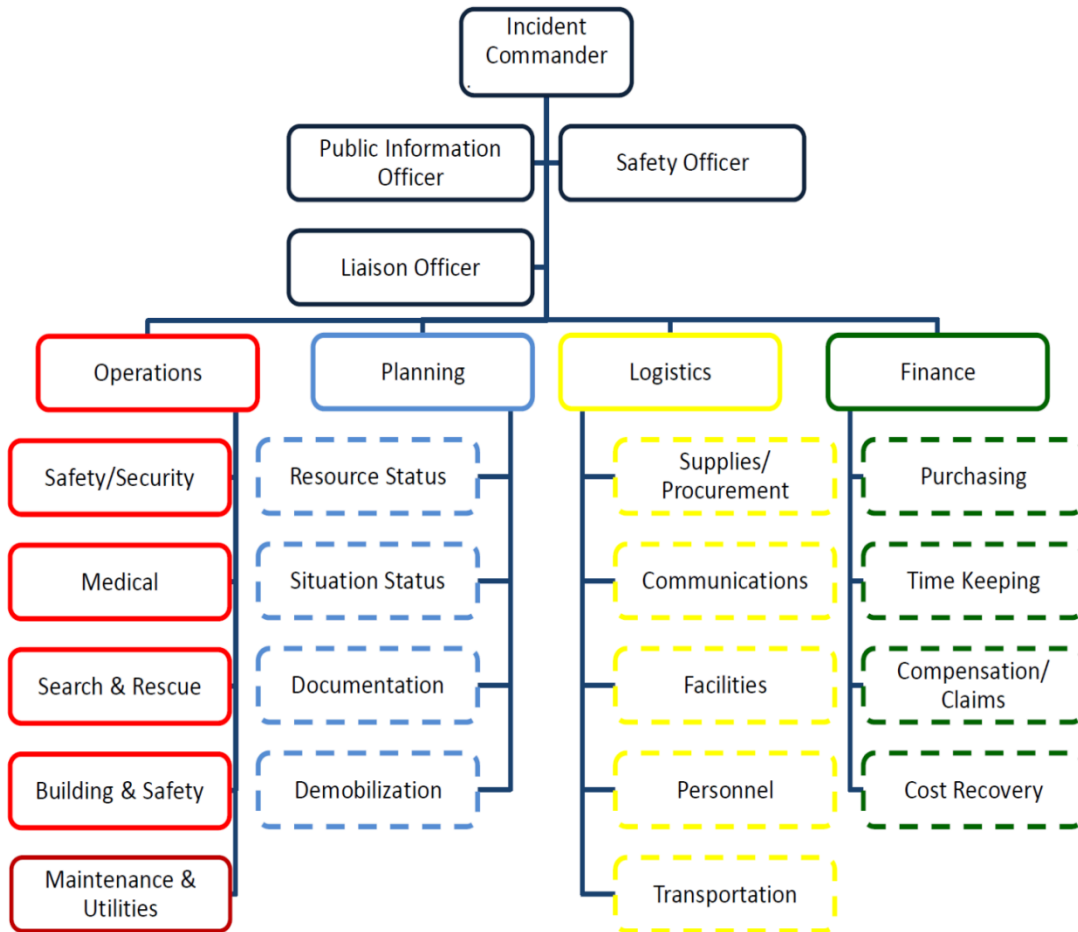 Incident
Commander
.
Public Information
Officer
Safety Officer
Liaison Officer
Operations
Planning
Logistics
Finance
Safety/Security
Resource Status
Supplies/
Procurement
Purchasing
Medical
Situation Status
Communications
Time Keeping
Search & Rescue
Documentation
Facilities
Compensation/
Claims
Building & Safety
Demobilization
Personnel
Cost Recovery
Maintenance &
Utilities
Transportation